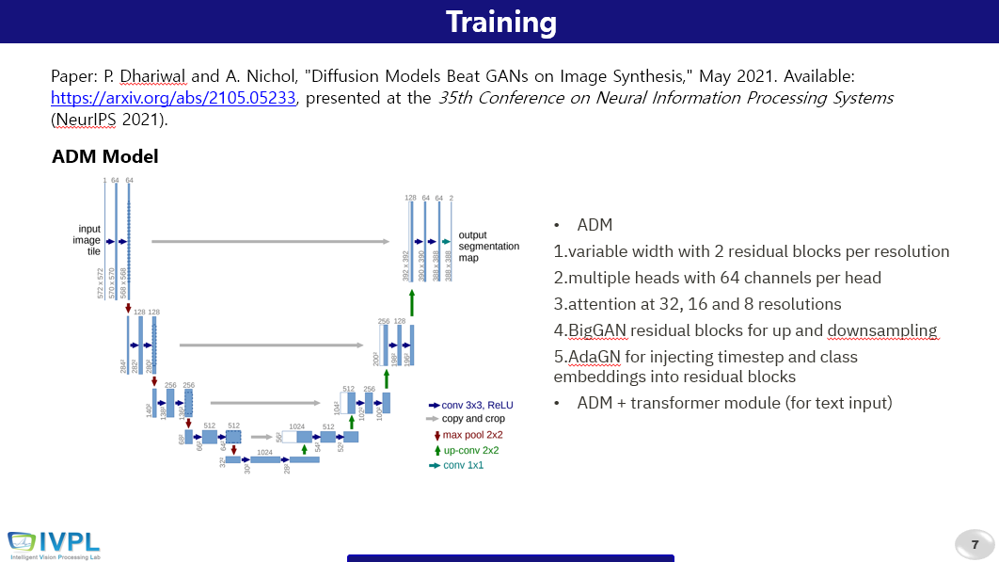 Training
Paper: P. Dhariwal and A. Nichol, "Diffusion Models Beat GANs on Image Synthesis," May 2021. Available:
https://arxiv.org/abs/2105.05233, presented at the 35th Conference on Neural Information Processing Systems
(NeurIPS 2021).
ADM Model
1 64 64
input
image
tile
572 x 572
570 x 570
568 x 568
128 64 64 2
output
segmentation
map
392 x 392
390 x 390
388 x 388
388 x 388
128 128
284²
282²
280²
256 128
200²
198²
196²
256 256
140²
138²
136²
512 256
104²
102²
100²
512 512
68²
66²
64²
1024 512
56²
54²
52²
1024
32²
30²
28²
conv 3x3, ReLU
copy and crop
max pool 2x2
up-conv 2x2
conv 1x1
• ADM
1.variable width with 2 residual blocks per resolution
2.multiple heads with 64 channels per head
3.attention at 32, 16 and 8 resolutions
4.BigGAN residual blocks for up and downsampling
5.AdaGN for injecting timestep and class
embeddings into residual blocks
• ADM + transformer module (for text input)
IVPL
Intelligent Vision Processing Lab
7